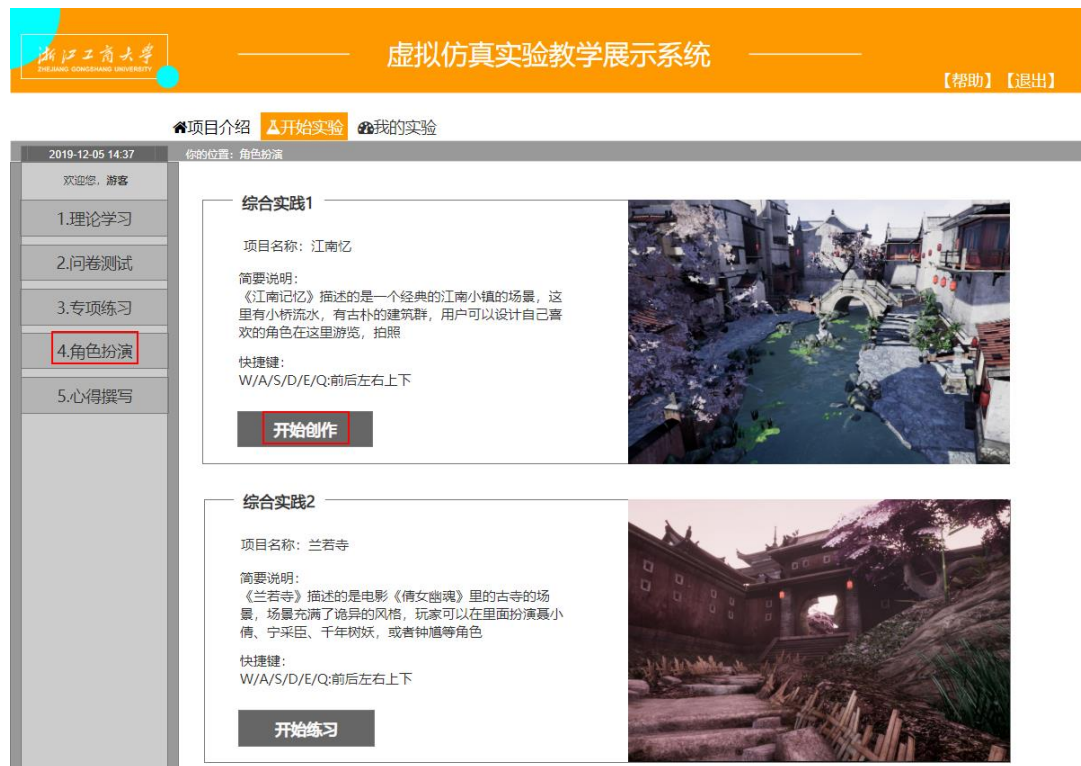 浙江工商大学
ZHEJIANG GONGSHANG UNIVERSITY
虚拟仿真实验教学展示系统
【帮助】【退出】
项目介绍 开始实验 我的实验
2019-12-05 14:37 你的位置：角色扮演
欢迎您，游客
1.理论学习
2.问卷测试
3.专项练习
4.角色扮演
5.心得撰写
综合实践1
项目名称：江南忆
简要说明：
《江南记忆》描述的是一个经典的江南小镇的场景，这
里有小桥流水，有古朴的建筑群，用户可以设计自己喜
欢的角色在这里游览，拍照
快捷键：
W/A/S/D/E/Q:前后左右上下
开始创作
综合实践2
项目名称：兰若寺
简要说明：
《兰若寺》描述的是电影《倩女幽魂》里的古寺的场
景，场景充满了诡异的风格，玩家可以在里面扮演聂小
倩、宁采臣、千年树妖，或者钟馗等角色
快捷键：
W/A/S/D/E/Q:前后左右上下
开始练习